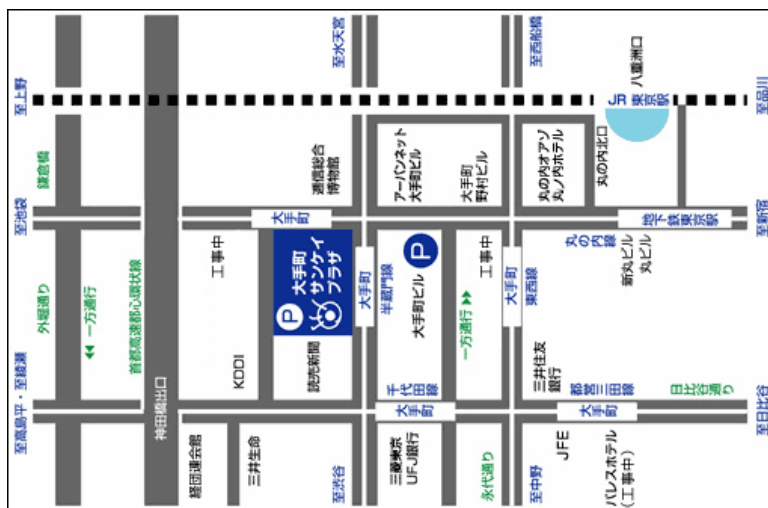 至高島平・至綾瀬
至池袋
至上野
外堀通り
鎌倉橋
◀◀ 一方通行
首都高速都心環状線
神田橋出口
経団連会館
工事中
KDDI
三井生命
大手町
P
大手町
サンケイ
プラザ
読売新聞
逓信総合
博物館
至渋谷
大手町
至水天宮
半蔵門線
千代田線
大手町
三菱東京
UFJ銀行
大手町ビル
P
アーバンネット
大手町ビル
一方通行 ▶▶
工事中
大手町
野村ビル
永代通り
至中野
大手町
東西線
至西船橋
三井住友
銀行
JFE
都営三田線
大手町
丸の内オアゾ
丸ノ内ホテル
丸の内線
丸の内北口
パレスホテル
（工事中）
新丸ビル
丸ビル
地下鉄東京駅
JR
東京駅
八重洲口
日比谷通り
至日比谷
至新宿
至品川